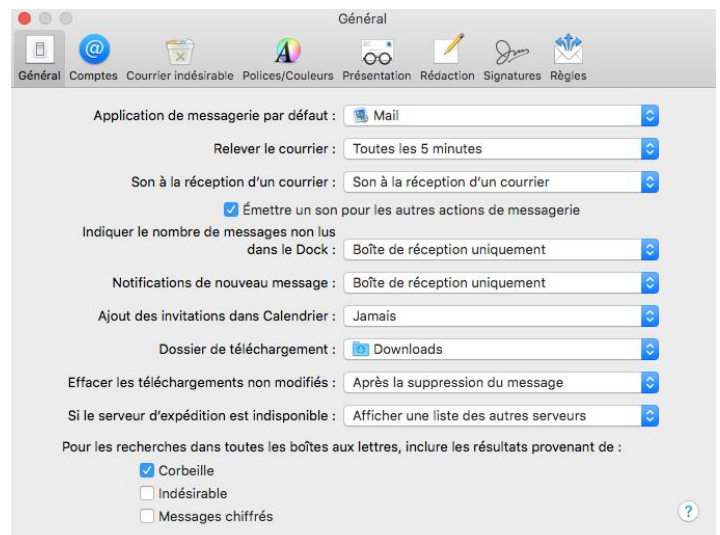 Général
Général Comptes Courrier indésirable Polices/Couleurs Présentation Rédaction Signatures Règles
Application de messagerie par défaut : Mail
Relever le courrier : Toutes les 5 minutes
Son à la réception d'un courrier : Son à la réception d'un courrier
Émettre un son pour les autres actions de messagerie
Indiquer le nombre de messages non lus
dans le Dock : Boîte de réception uniquement
Notifications de nouveau message : Boîte de réception uniquement
Ajout des invitations dans Calendrier : Jamais
Dossier de téléchargement : Downloads
Effacer les téléchargements non modifiés : Après la suppression du message
Si le serveur d'expédition est indisponible : Afficher une liste des autres serveurs
Pour les recherches dans toutes les boîtes aux lettres, inclure les résultats provenant de :
Corbeille
Indésirable
Messages chiffrés
?